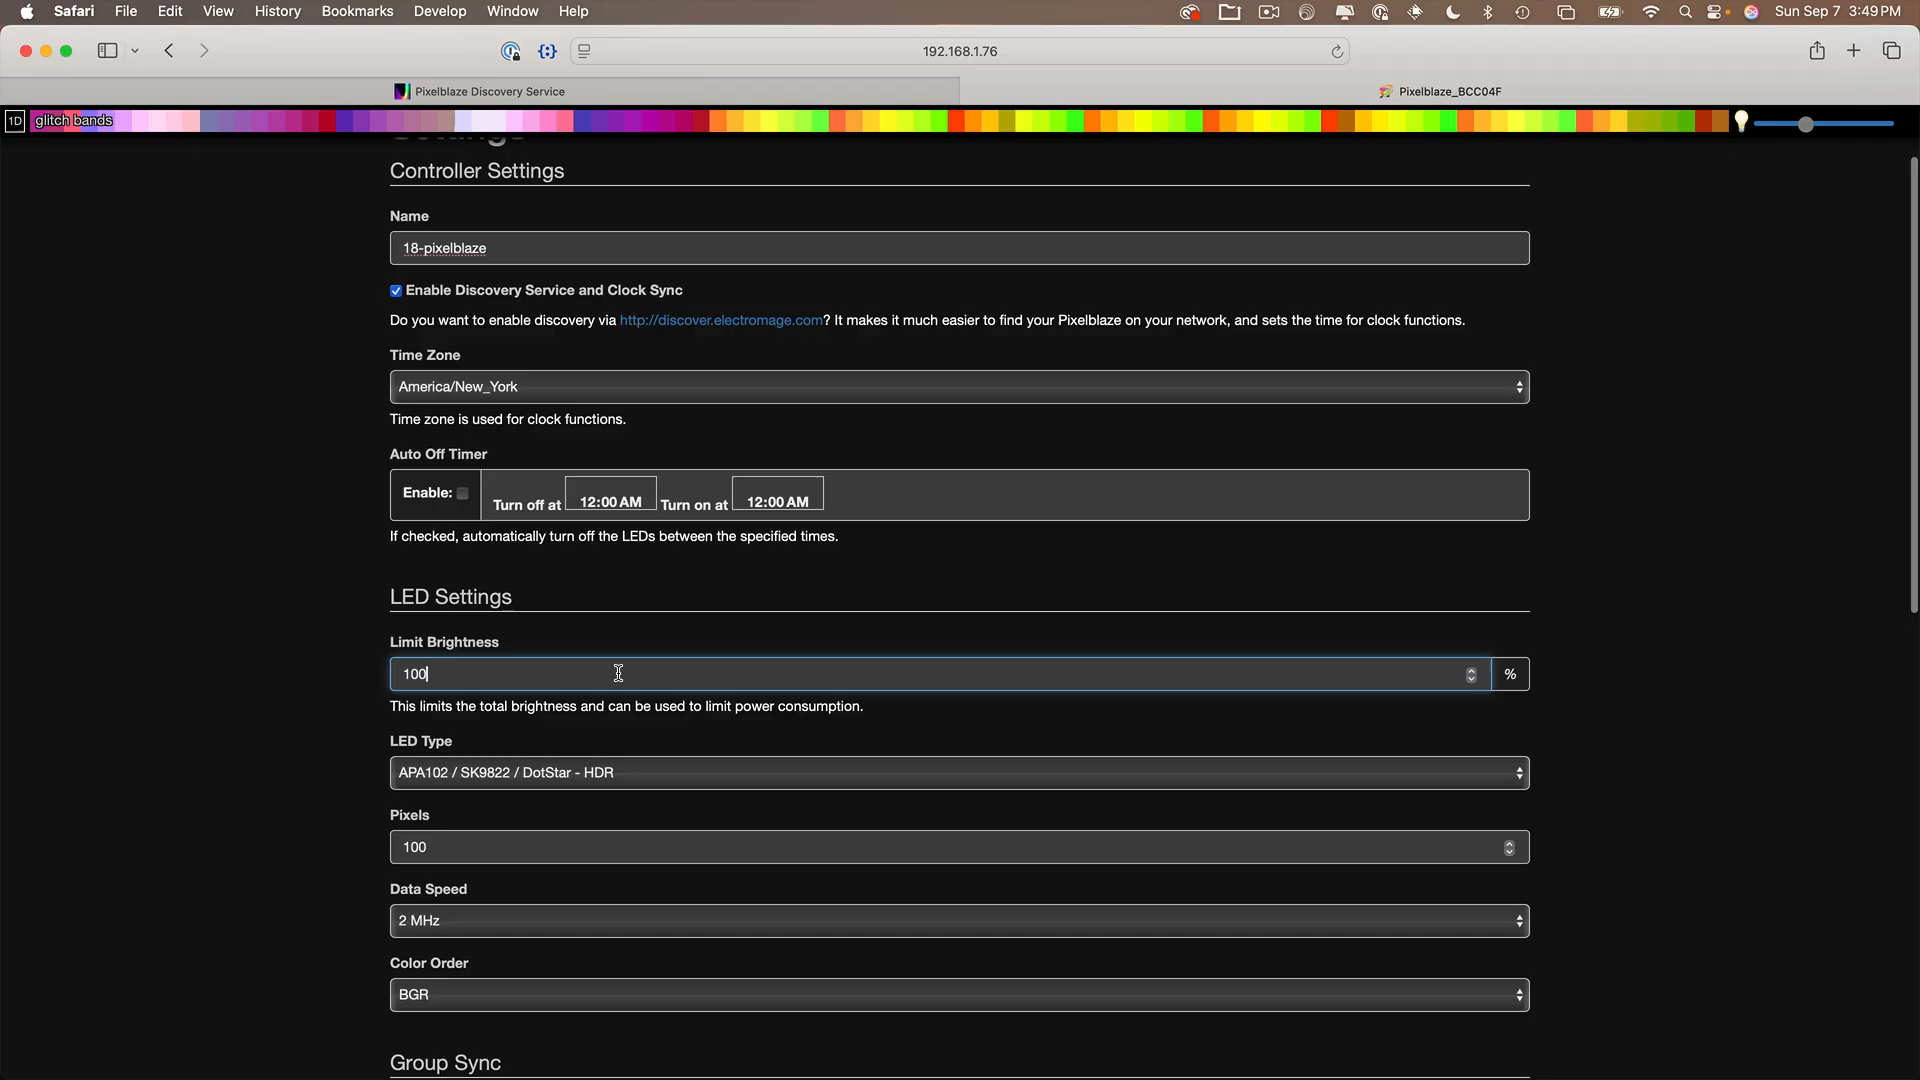 Safari File Edit View History Bookmarks Develop Window Help Sun Sep 7 3:49 PM
192.168.1.76
Pixelblaze Discovery Service Pixelblaze_BCC04F
1D glitch bands
Settings
Controller Settings
Name
18-pixelblaze
Enable Discovery Service and Clock Sync
Do you want to enable discovery via http://discover.electromage.com? It makes it much easier to find your Pixelblaze on your network, and sets the time for clock functions.
Time Zone
America/New_York
Time zone is used for clock functions.
Auto Off Timer
Enable: Turn off at 12:00 AM Turn on at 12:00 AM
If checked, automatically turn off the LEDs between the specified times.
LED Settings
Limit Brightness
100 %
This limits the total brightness and can be used to limit power consumption.
LED Type
APA102 / SK9822 / DotStar - HDR
Pixels
100
Data Speed
2 MHz
Color Order
BGR
Group Sync